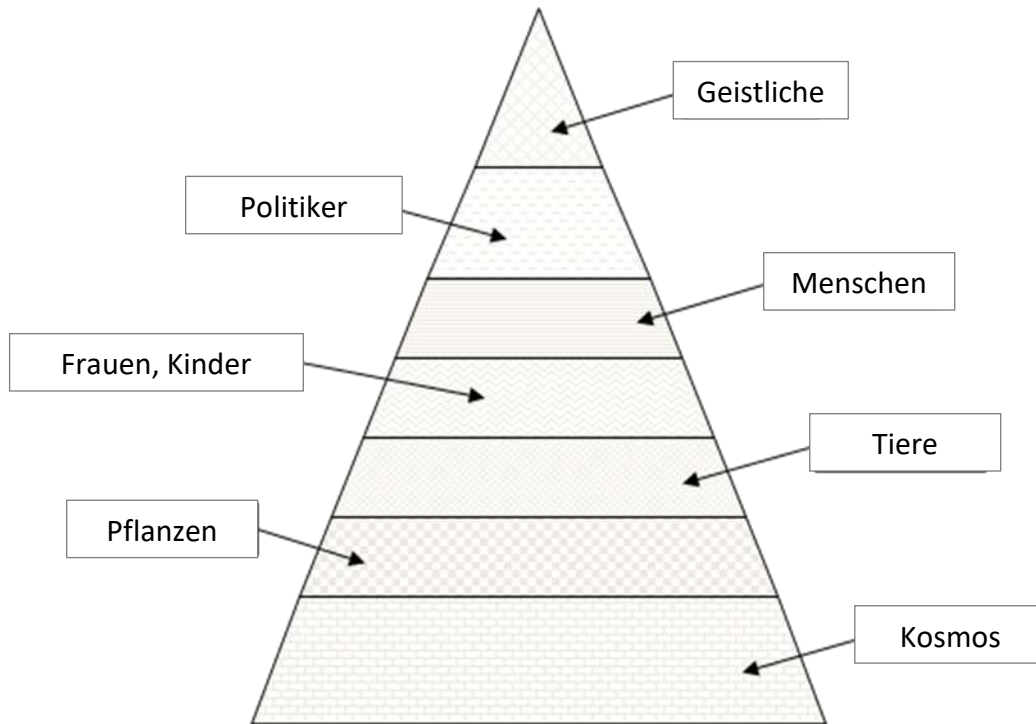 Geistliche
Politiker
Menschen
Frauen, Kinder
Tiere
Pflanzen
Kosmos